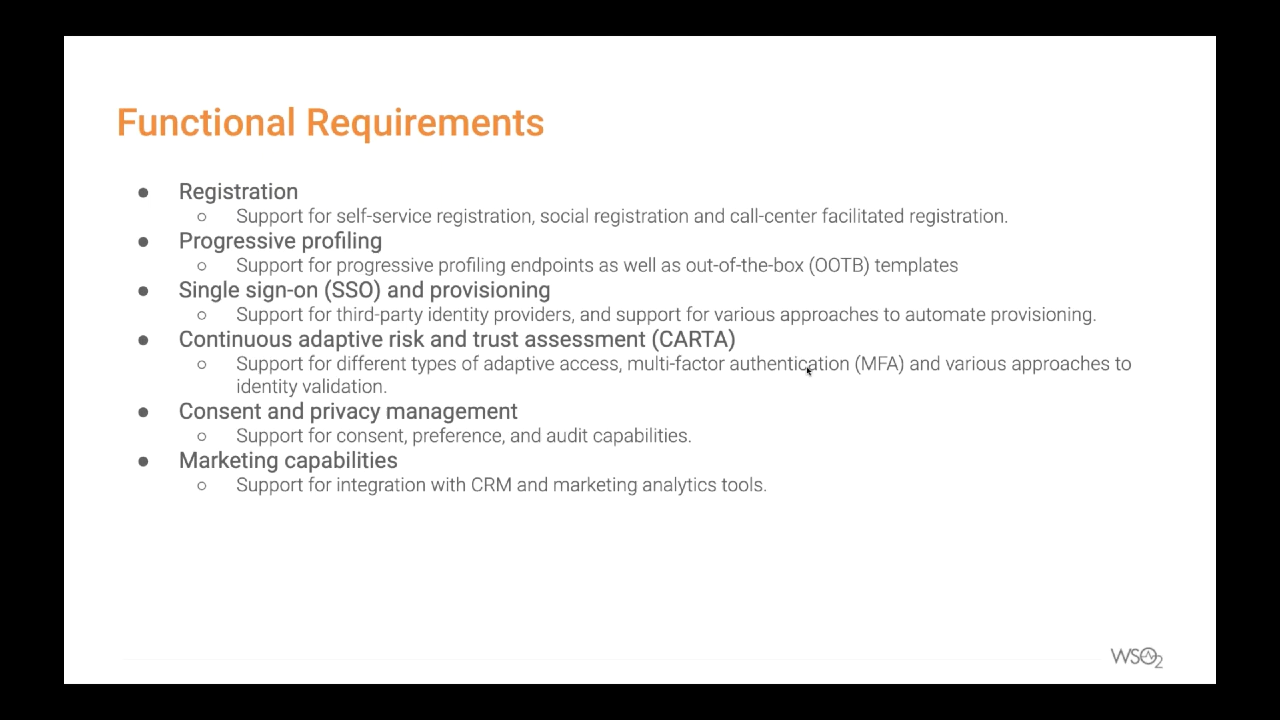 Functional Requirements
● Registration
○ Support for self-service registration, social registration and call-center facilitated registration.
● Progressive profiling
○ Support for progressive profiling endpoints as well as out-of-the-box (OOTB) templates
● Single sign-on (SSO) and provisioning
○ Support for third-party identity providers, and support for various approaches to automate provisioning.
● Continuous adaptive risk and trust assessment (CARTA)
○ Support for different types of adaptive access, multi-factor authentication (MFA) and various approaches to
identity validation.
● Consent and privacy management
○ Support for consent, preference, and audit capabilities.
● Marketing capabilities
○ Support for integration with CRM and marketing analytics tools.
WSO2